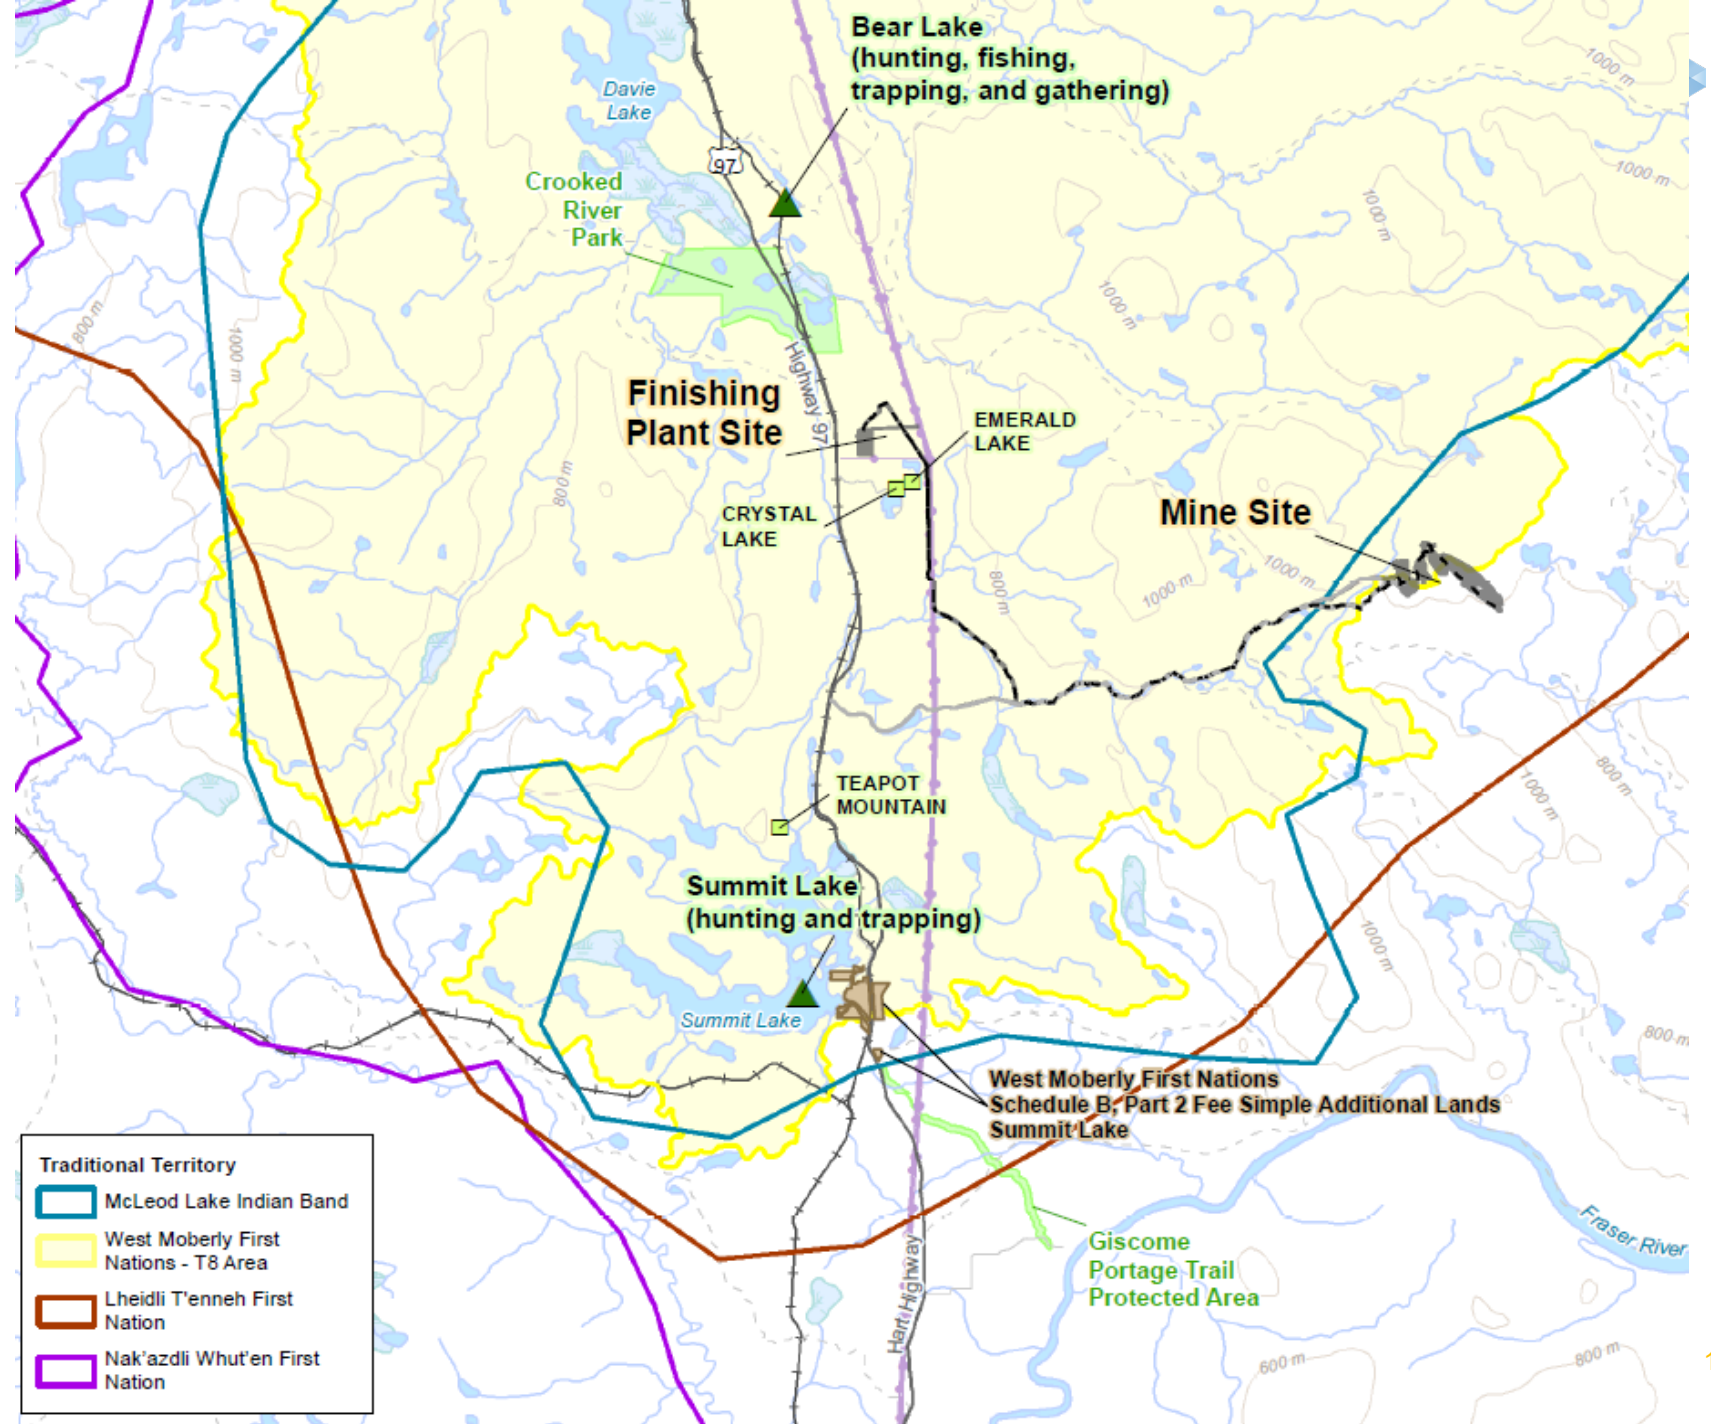 Bear Lake
(hunting, fishing,
trapping, and gathering)
Davie
Lake
97
Crooked
River
Park
1000 m
1000 m
1000 m
1000 m
800 m
1000 m
Highway 97
Finishing
Plant Site
EMERALD
LAKE
800 m
CRYSTAL
LAKE
Mine Site
1000 m
1000 m
800 m
TEAPOT
MOUNTAIN
800 m
1000 m
Summit Lake
(hunting and trapping)
1000 m
Summit Lake
800 m
West Moberly First Nations
Schedule B, Part 2 Fee Simple Additional Lands
Summit Lake
Fraser River
Giscome
Portage Trail
Protected Area
Hart Highway
600 m
800 m
Traditional Territory
McLeod Lake Indian Band
West Moberly First
Nations - T8 Area
Lheidli T'enneh First
Nation
Nak'azdli Whut'en First
Nation